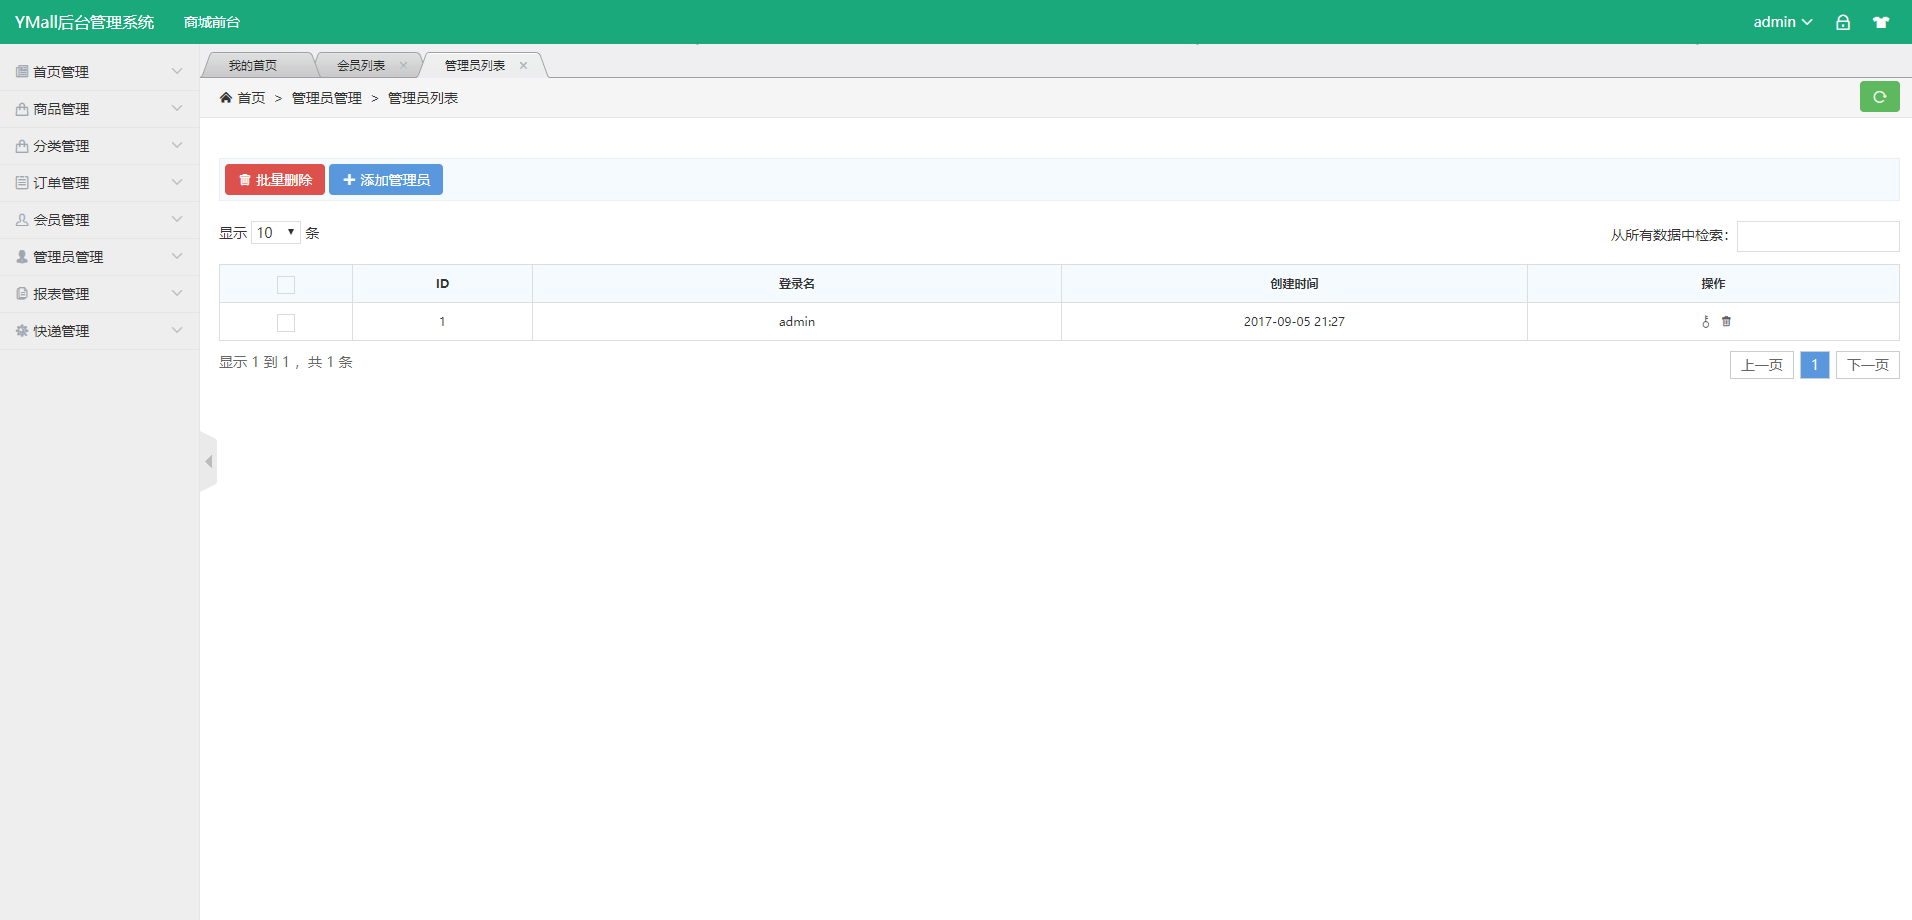 YMall后台管理系统 商城前台 admin
首页管理
商品管理
分类管理
订单管理
会员管理
管理员管理
报表管理
快递管理
我的首页 会员列表 管理员列表
首页 > 管理员管理 > 管理员列表
批量删除 添加管理员
显示 10 条 从所有数据中检索：
ID 登录名 创建时间 操作
1 admin 2017-09-05 21:27
显示 1 到 1 ，共 1 条 上一页 1 下一页